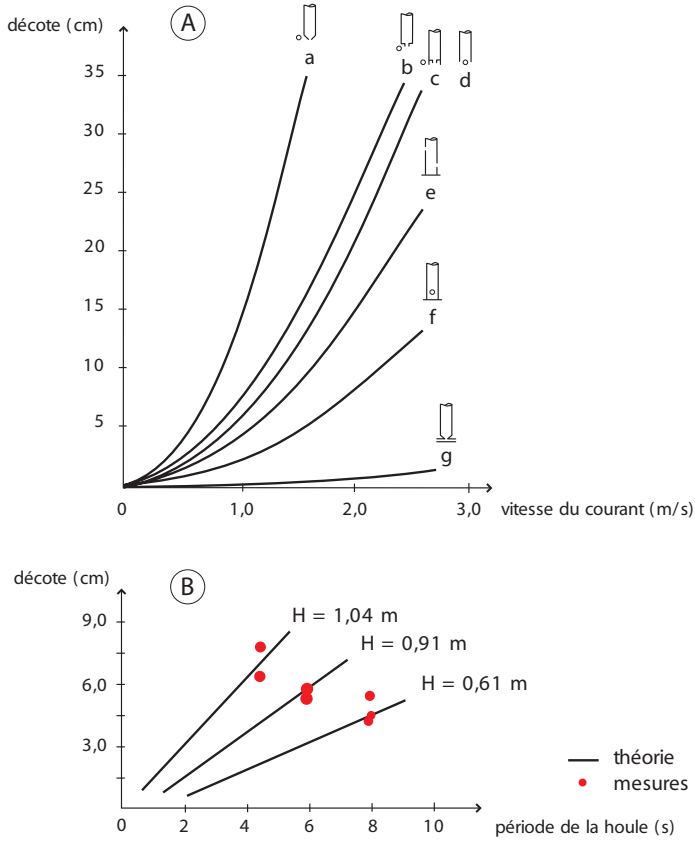 décote (cm)
A
a
b
c
d
35
30
e
25
20
15
f
10
5
g
0
1,0
2,0
3,0
vitesse du courant (m/s)
décote (cm)
B
9,0
H = 1,04 m
H = 0,91 m
6,0
H = 0,61 m
3,0
théorie
mesures
0
2
4
6
8
10
période de la houle (s)